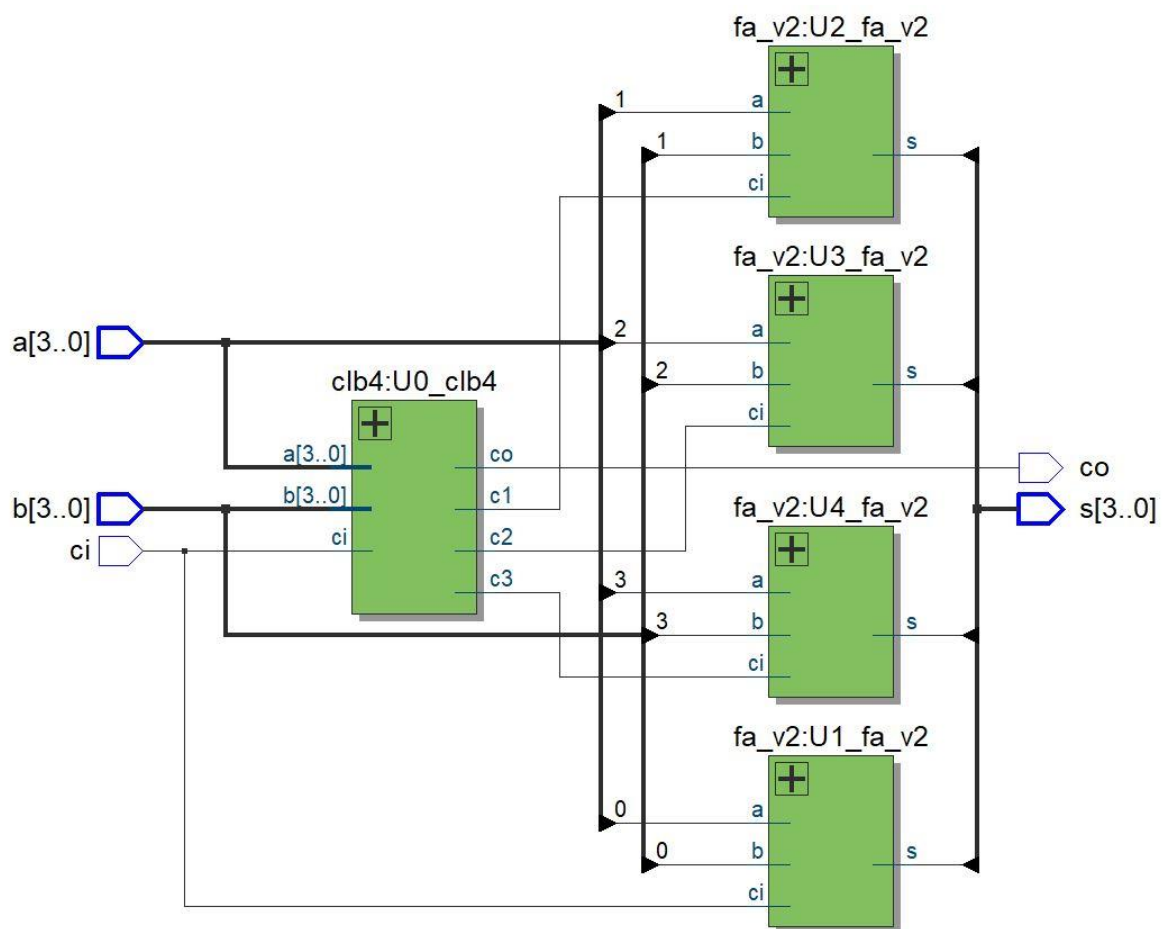 fa_v2:U2_fa_v2
1 a
1 b s
ci
fa_v2:U3_fa_v2
a[3..0] 2 a
2 b s
ci
clb4:U0_clb4
a[3..0] co co
b[3..0] b[3..0] c1 s[3..0]
ci ci c2
c3
fa_v2:U4_fa_v2
3 a
3 b s
ci
fa_v2:U1_fa_v2
0 a
0 b s
ci